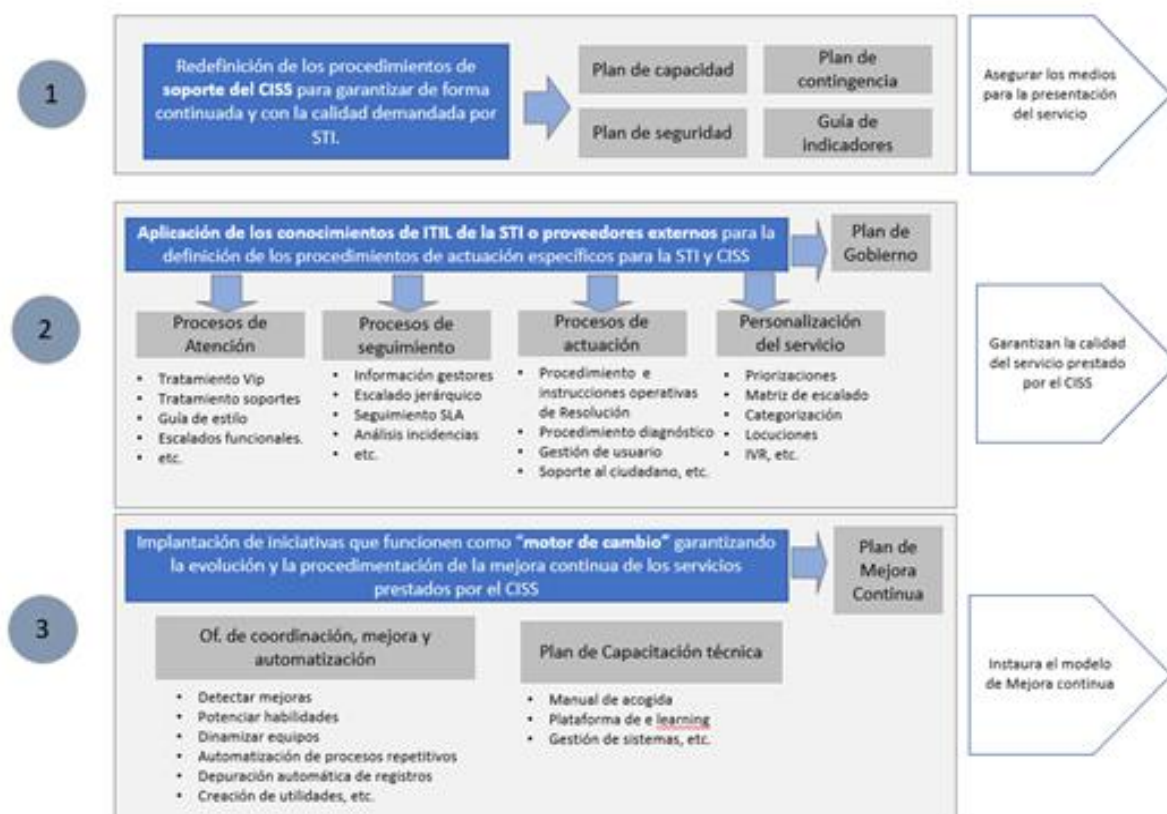 1
Redefinición de los procedimientos de
soporte del CISS para garantizar de forma
continuada y con la calidad demandada por
STI.
Plan de capacidad
Plan de
contingencia
Plan de seguridad
Guía de
indicadores
Asegurar los medios
para la presentación
del servicio
2
Aplicación de los conocimientos de ITIL de la STI o proveedores externos para la
definición de los procedimientos de actuación específicos para la STI y CISS
Plan de
Gobierno
Procesos de
Atención
• Tratamiento Vip
• Tratamiento soportes
• Guía de estilo
• Escalados funcionales.
• etc.
Procesos de
seguimiento
• Información gestores
• Escalado jerárquico
• Seguimiento SLA
• Análisis incidencias
• etc.
Procesos de
actuación
• Procedimiento e
instrucciones operativas
de Resolución
• Procedimiento diagnóstico
• Gestión de usuario
• Soporte al ciudadano, etc.
Personalización
del servicio
• Priorizaciones
• Matriz de escalado
• Categorización
• Locuciones
• IVR, etc.
Garantizan la calidad
del servicio prestado
por el CISS
3
Implantación de iniciativas que funcionen como "motor de cambio" garantizando
la evolución y la procedimentación de la mejora continua de los servicios
prestados por el CISS
Plan de
Mejora
Continua
Of. de coordinación, mejora y
automatización
• Detectar mejoras
• Potenciar habilidades
• Dinamizar equipos
• Automatización de procesos repetitivos
• Depuración automática de registros
• Creación de utilidades, etc.
Plan de Capacitación técnica
• Manual de acogida
• Plataforma de e learning
• Gestión de sistemas, etc.
Instaura el modelo
de Mejora continua